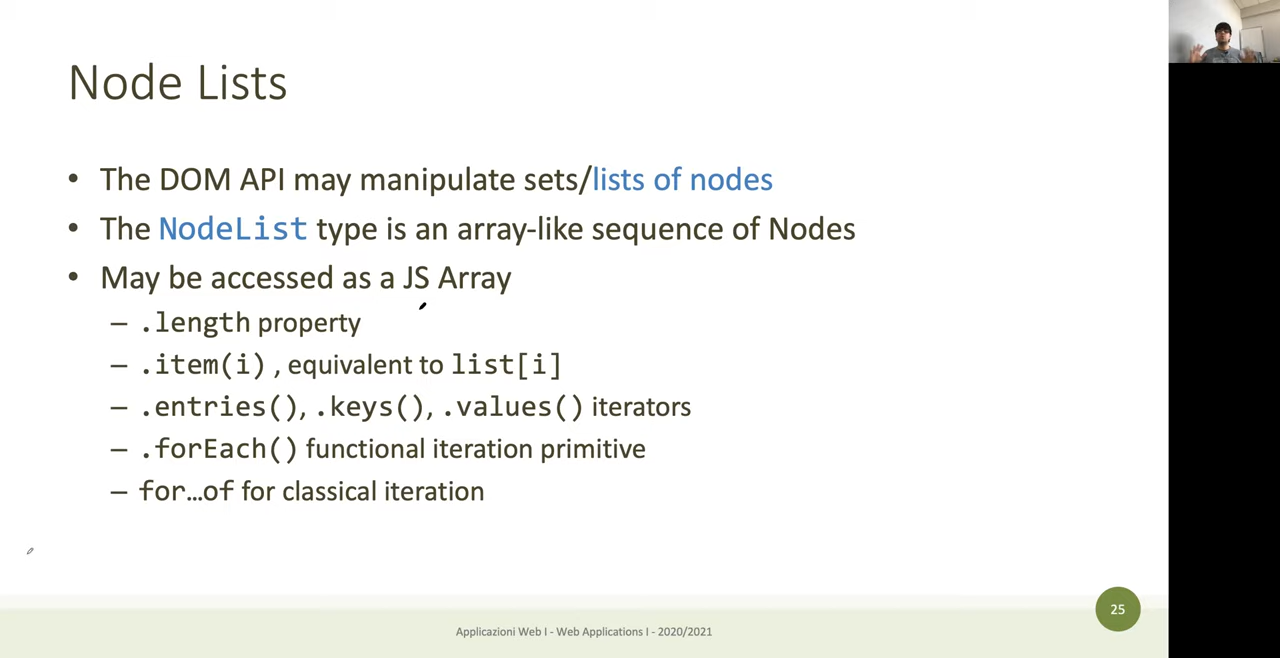 Node Lists
• The DOM API may manipulate sets/lists of nodes
• The NodeList type is an array-like sequence of Nodes
• May be accessed as a JS Array
– .length property
– .item(i) , equivalent to list[i]
– .entries(), .keys(), .values() iterators
– .forEach() functional iteration primitive
– for…of for classical iteration
25
Applicazioni Web I - Web Applications I - 2020/2021